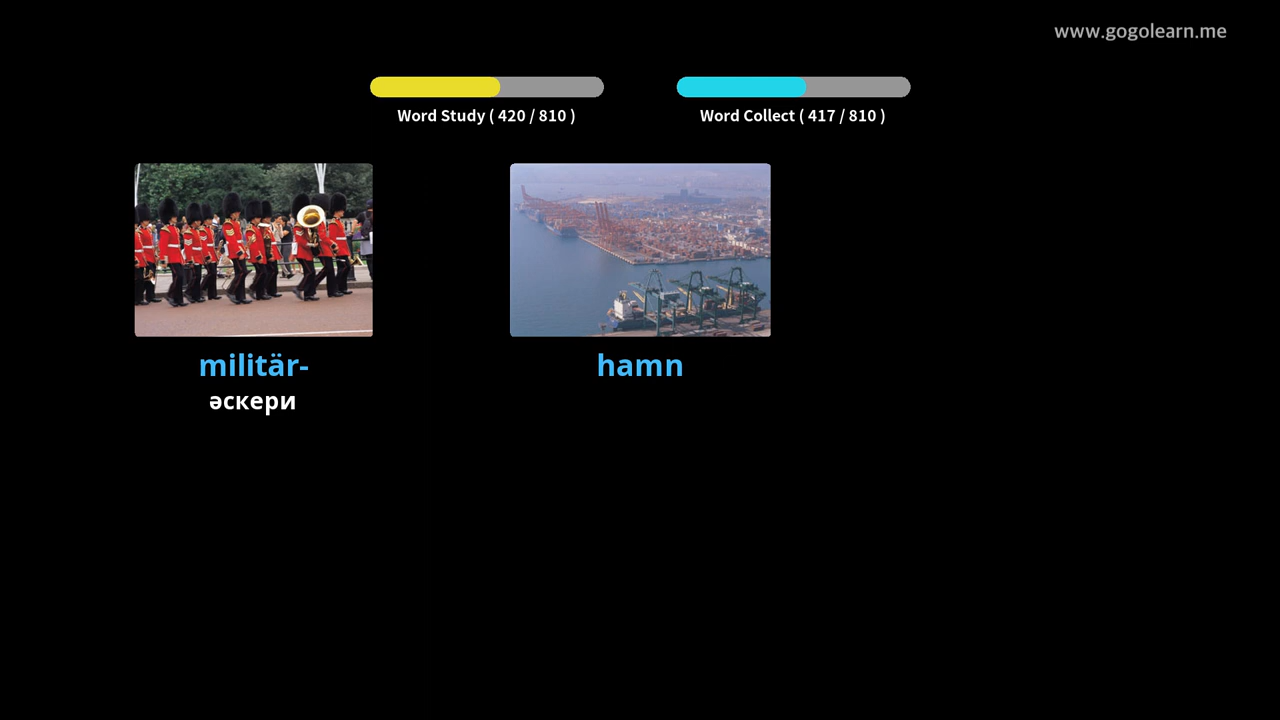 www.gogolearn.me
Word Study ( 420 / 810 )
Word Collect ( 417 / 810 )
militär-
әскери
hamn